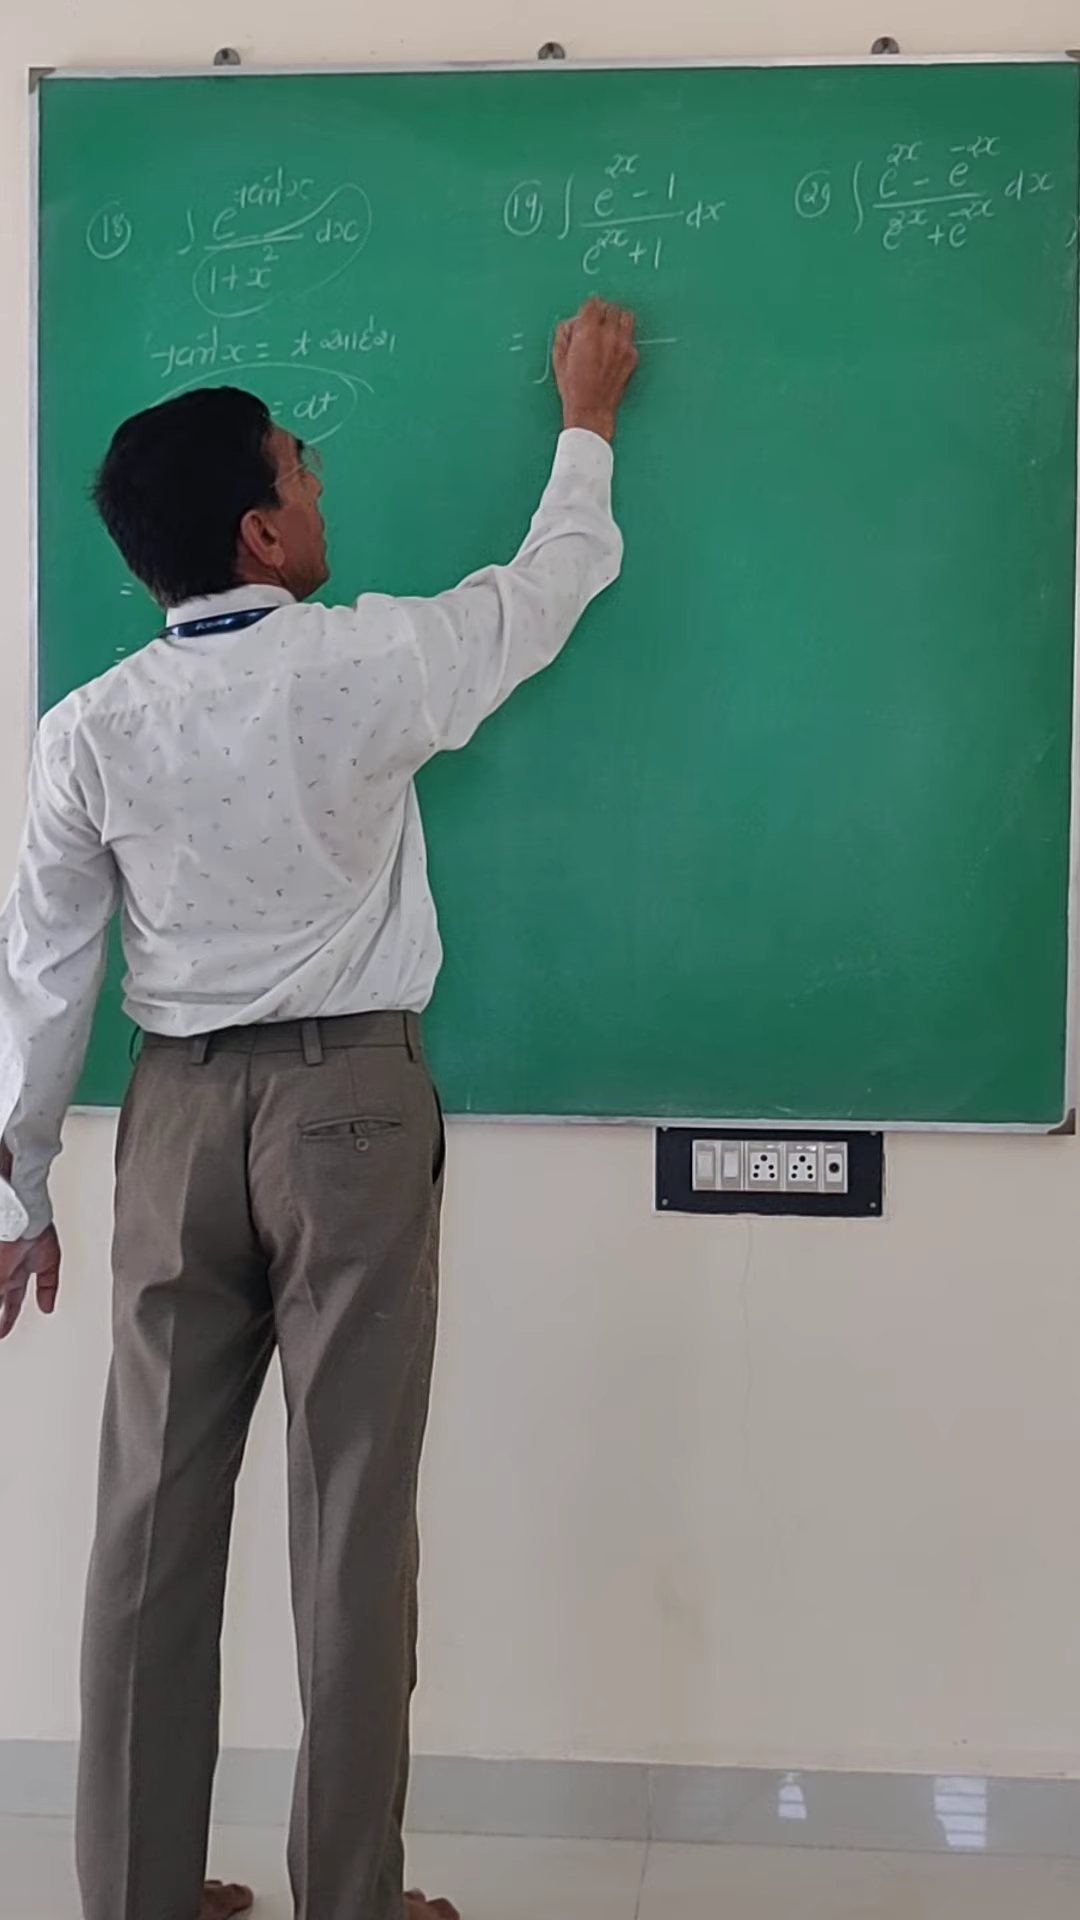 (18) ∫ e^(tan⁻¹x) / (1+x²) dx
tan⁻¹x = t ધારતાં
= dt
=
=
(19) ∫ (e^(2x) - 1) / (e^(2x) + 1) dx
= ∫
(20) ∫ (e^(2x) - e^(-2x)) / (e^(2x) + e^(-2x)) dx